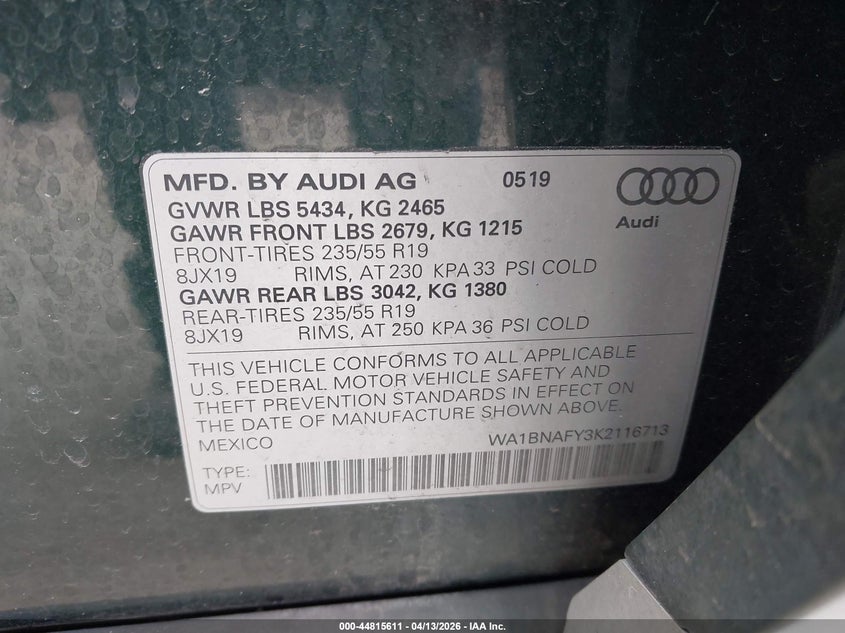 MFD. BY AUDI AG 0519
Audi
GVWR LBS 5434, KG 2465
GAWR FRONT LBS 2679, KG 1215
FRONT-TIRES 235/55 R19
8JX19 RIMS, AT 230 KPA 33 PSI COLD
GAWR REAR LBS 3042, KG 1380
REAR-TIRES 235/55 R19
8JX19 RIMS, AT 250 KPA 36 PSI COLD
THIS VEHICLE CONFORMS TO ALL APPLICABLE
U.S. FEDERAL MOTOR VEHICLE SAFETY AND
THEFT PREVENTION STANDARDS IN EFFECT ON
THE DATE OF MANUFACTURE SHOWN ABOVE.
MEXICO WA1BNAFY3K2116713
TYPE:
MPV
000-44815611 - 04/13/2026 - IAA Inc.